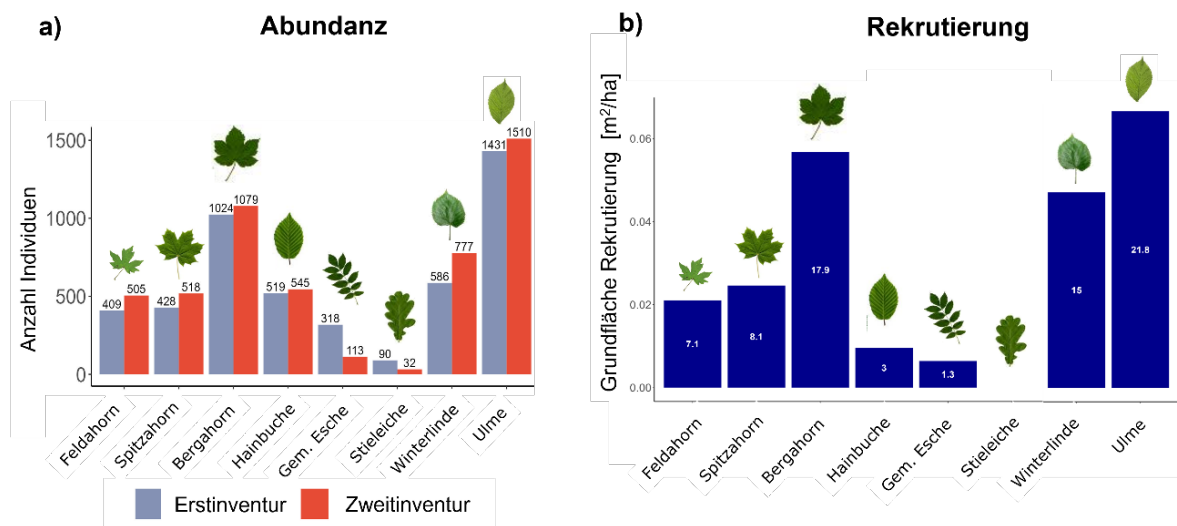 a) Abundanz
Anzahl Individuen
1500
1000
500
0
409 505
428 518
1024 1079
519 545
318 113
90 32
586 777
1431 1510
Feldahorn
Spitzahorn
Bergahorn
Hainbuche
Gem. Esche
Stieleiche
Winterlinde
Ulme
Erstinventur Zweitinventur
b) Rekrutierung
Grundfläche Rekrutierung [m²/ha]
0.06
0.04
0.02
0.00
7.1
8.1
17.9
3
1.3
15
21.8
Feldahorn
Spitzahorn
Bergahorn
Hainbuche
Gem. Esche
Stieleiche
Winterlinde
Ulme